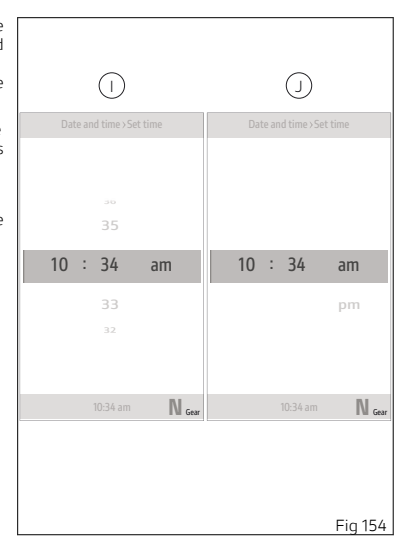 I
J
Date and time › Set time
Date and time › Set time
36
35
10 : 34 am
10 : 34 am
33
pm
32
10:34 am N Gear
10:34 am N Gear
Fig 154